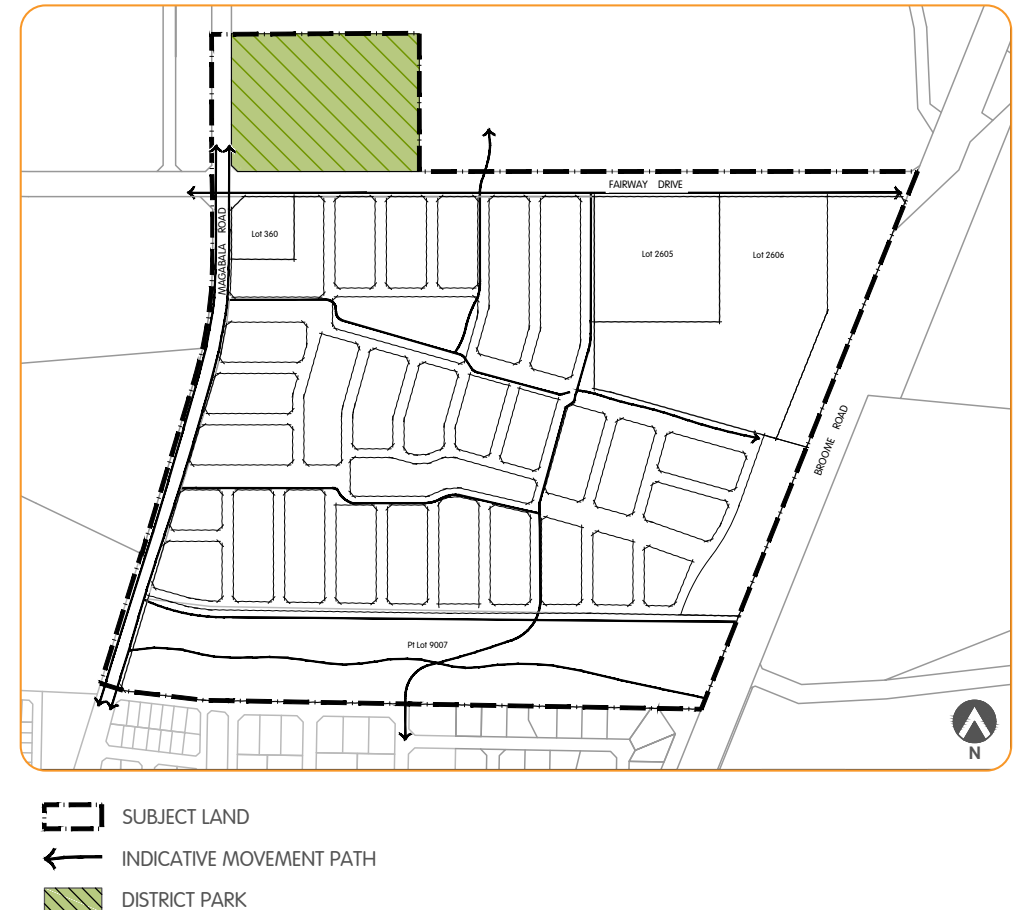 FAIRWAY DRIVE
MAGABALA ROAD
Lot 360
Lot 2605
Lot 2606
BROOME ROAD
Pt Lot 9007
N
SUBJECT LAND
INDICATIVE MOVEMENT PATH
DISTRICT PARK